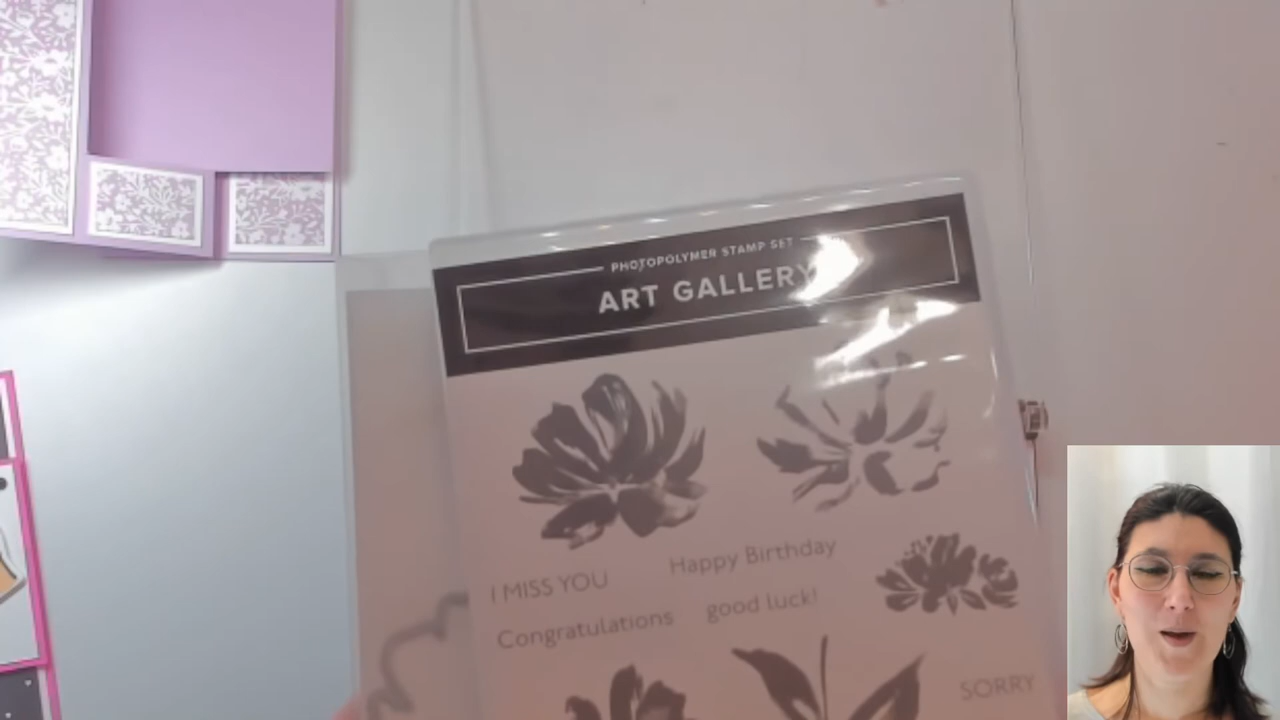 PHOTOPOLYMER STAMP SET
ART GALLERY
I MISS YOU
Happy Birthday
Congratulations
good luck!
SORRY